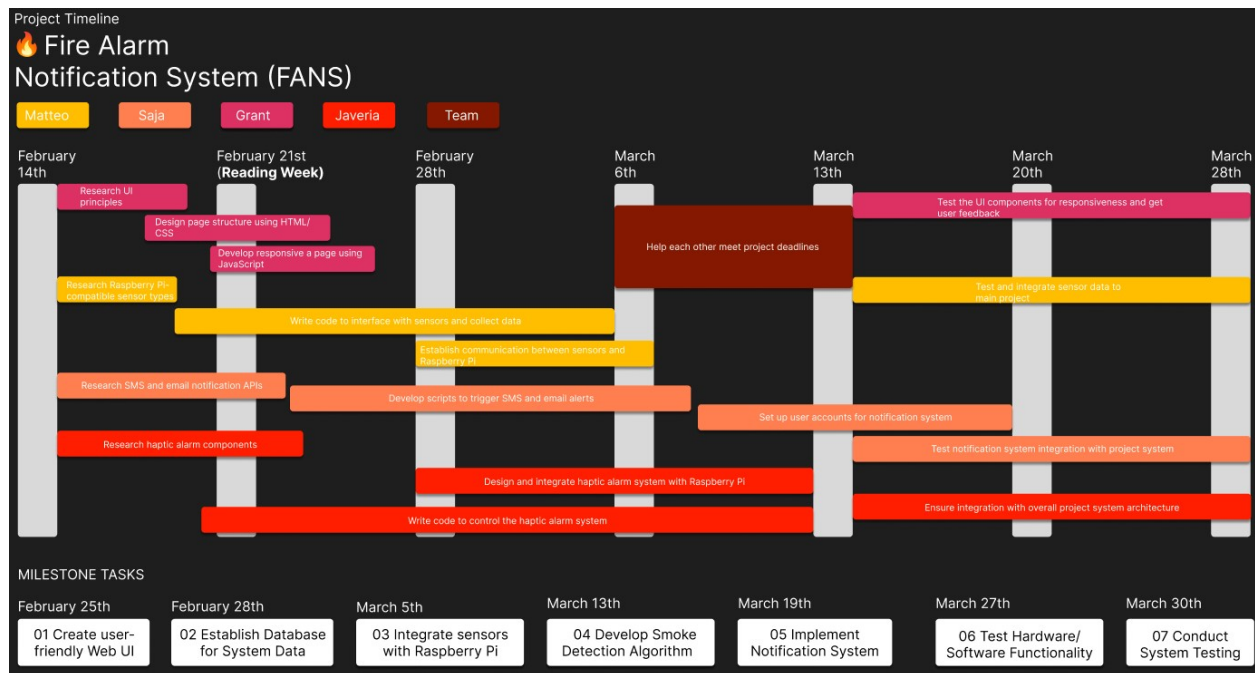 Project Timeline
🔥 Fire Alarm
Notification System (FANS)
Matteo
Saja
Grant
Javeria
Team
February
14th
February 21st
(Reading Week)
February
28th
March
6th
March
13th
March
20th
March
28th
Research UI
principles
Test the UI components for responsiveness and get
user feedback
Design page structure using HTML/
CSS
Help each other meet project deadlines
Develop responsive a page using
JavaScript
Research Raspberry Pi-
compatible sensor types
Test and integrate sensor data to
main project
Write code to interface with sensors and collect data
Establish communication between sensors and
Raspberry Pi
Research SMS and email notification APIs
Develop scripts to trigger SMS and email alerts
Set up user accounts for notification system
Research haptic alarm components
Test notification system integration with project system
Design and integrate haptic alarm system with Raspberry Pi
Ensure integration with overall project system architecture
Write code to control the haptic alarm system
MILESTONE TASKS
February 25th
February 28th
March 5th
March 13th
March 19th
March 27th
March 30th
01 Create user-
friendly Web UI
02 Establish Database
for System Data
03 Integrate sensors
with Raspberry Pi
04 Develop Smoke
Detection Algorithm
05 Implement
Notification System
06 Test Hardware/
Software Functionality
07 Conduct
System Testing